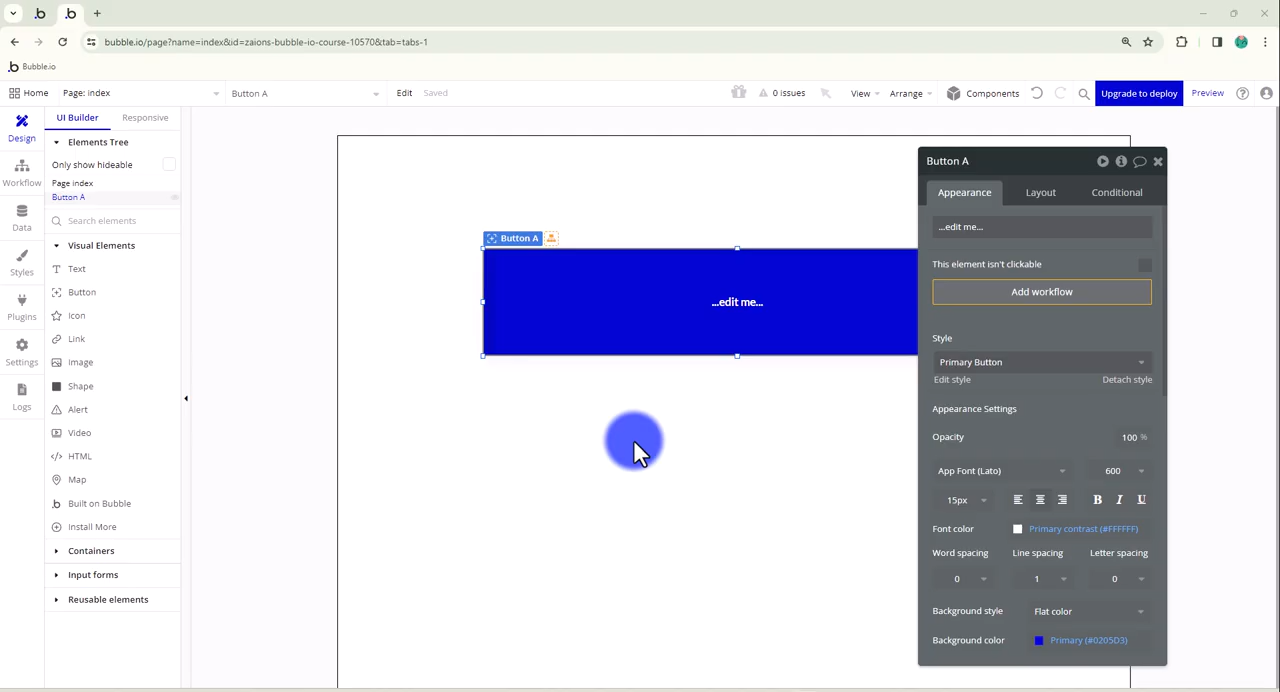 bubble.io/page?name=index&id=zaions-bubble-io-course-10570&tab=tabs-1
Bubble.io
Home
Page: index
Button A
Edit
Saved
0 issues
View
Arrange
Components
Upgrade to deploy
Preview
Design
Workflow
Data
Styles
Plugins
Settings
Logs
UI Builder
Responsive
Elements Tree
Only show hideable
Page index
Button A
Search elements
Visual Elements
Text
Button
Icon
Link
Image
Shape
Alert
Video
</> HTML
Map
Built on Bubble
Install More
Containers
Input forms
Reusable elements
Button A
...edit me...
Button A
Appearance
Layout
Conditional
...edit me...
This element isn't clickable
Add workflow
Style
Primary Button
Edit style
Detach style
Appearance Settings
Opacity
100 %
App Font (Lato)
600
15px
B I U
Font color
Primary contrast (#FFFFFF)
Word spacing
Line spacing
Letter spacing
0
1
0
Background style
Flat color
Background color
Primary (#0205D3)